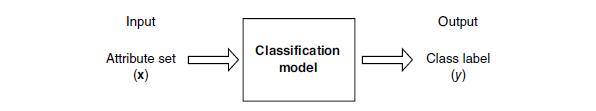 Input
Attribute set
(x)
Classification
model
Output
Class label
(y)